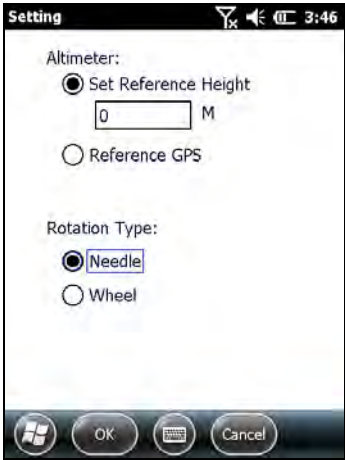 Setting 3:46
Altimeter:
Set Reference Height
0 M
Reference GPS
Rotation Type:
Needle
Wheel
OK Cancel